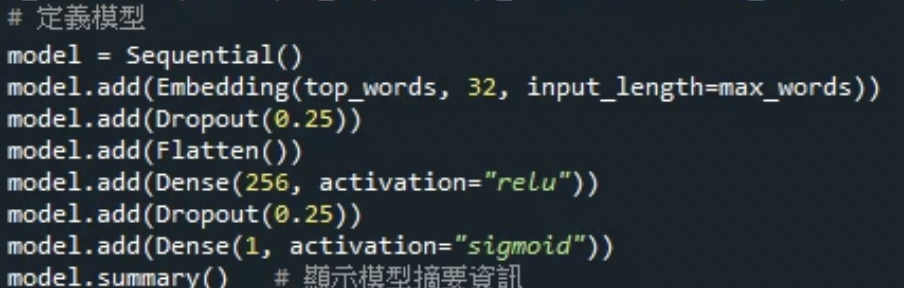 # 定義模型
model = Sequential()
model.add(Embedding(top_words, 32, input_length=max_words))
model.add(Dropout(0.25))
model.add(Flatten())
model.add(Dense(256, activation="relu"))
model.add(Dropout(0.25))
model.add(Dense(1, activation="sigmoid"))
model.summary()   # 顯示模型摘要資訊